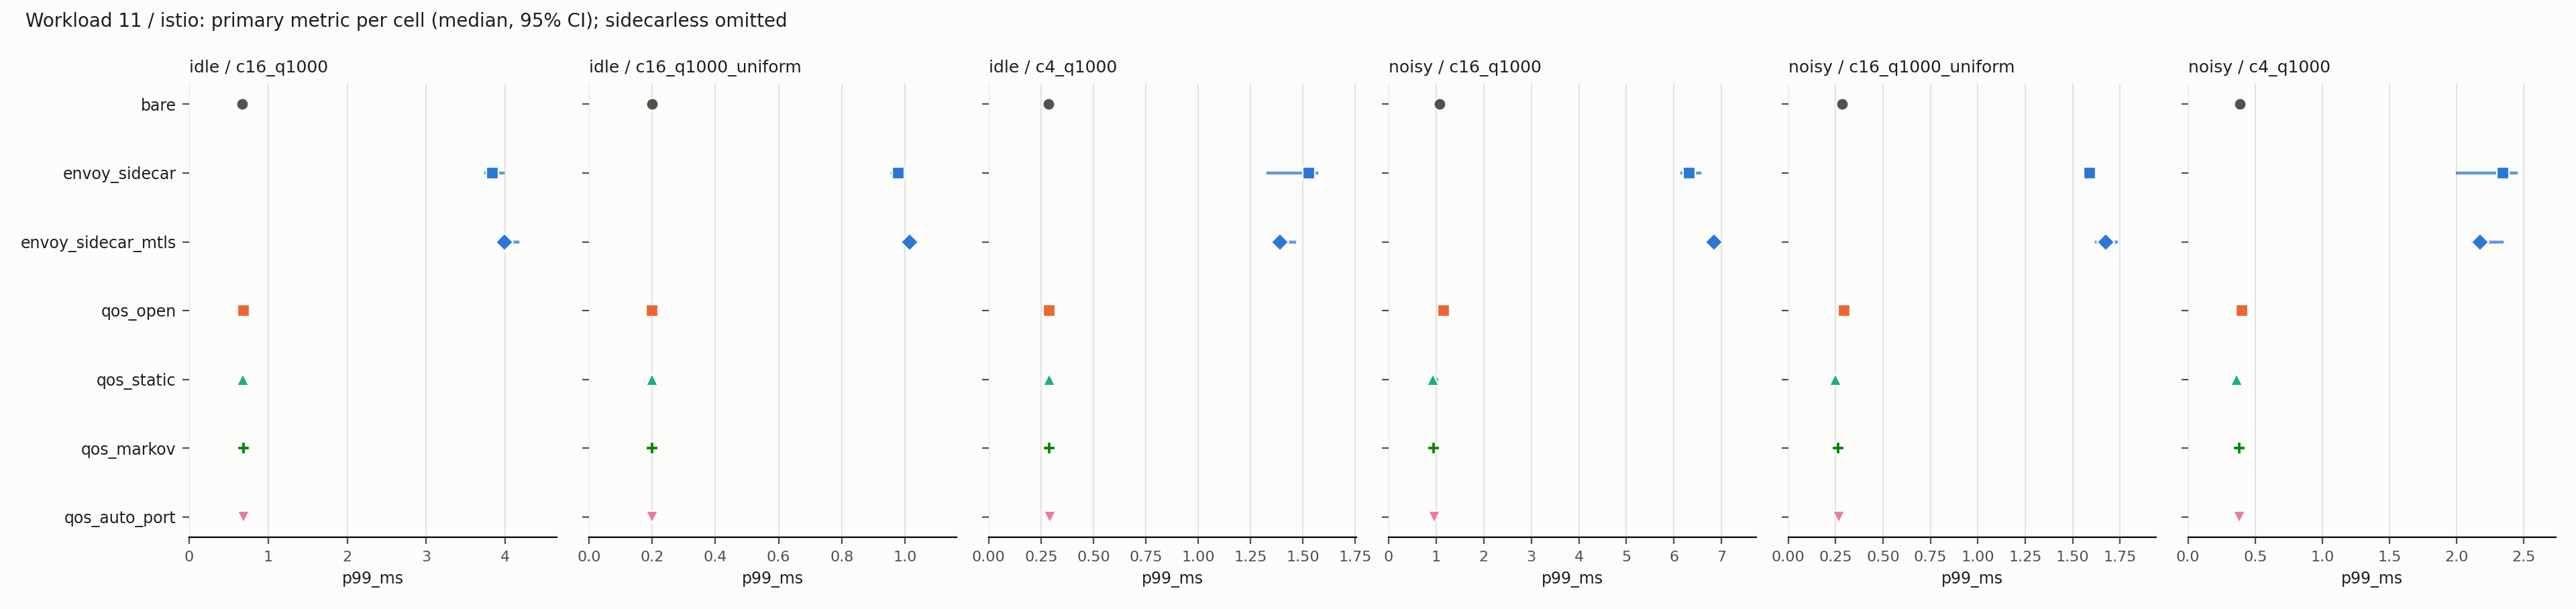 Workload 11 / istio: primary metric per cell (median, 95% CI); sidecarless omitted
idle / c16_q1000
idle / c16_q1000_uniform
idle / c4_q1000
noisy / c16_q1000
noisy / c16_q1000_uniform
noisy / c4_q1000
bare
envoy_sidecar
envoy_sidecar_mtls
qos_open
qos_static
qos_markov
qos_auto_port
0 1 2 3 4
0.0 0.2 0.4 0.6 0.8 1.0
0.00 0.25 0.50 0.75 1.00 1.25 1.50 1.75
0 1 2 3 4 5 6 7
0.00 0.25 0.50 0.75 1.00 1.25 1.50 1.75
0.0 0.5 1.0 1.5 2.0 2.5
p99_ms
p99_ms
p99_ms
p99_ms
p99_ms
p99_ms